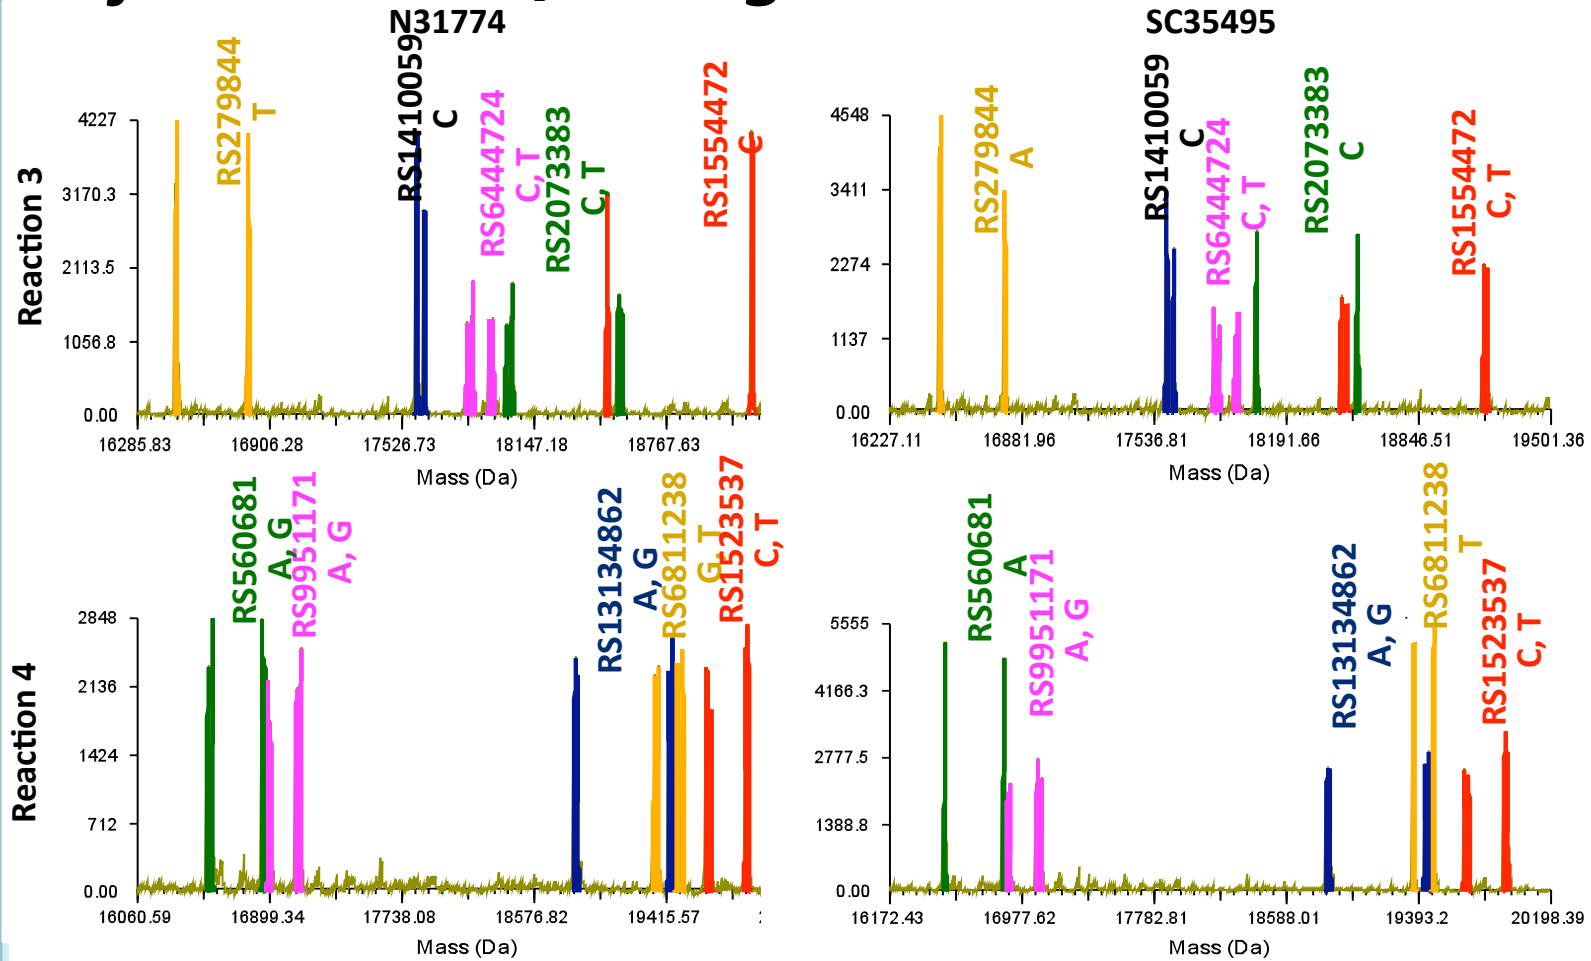 N31774
SC35495
Reaction 3
4227
3170.3
2113.5
1056.8
0.00
RS279844
T
RS1410059
C
RS644724
C, T
RS2073383
C, T
RS1554472
C
16285.83
16906.28
17526.73
18147.18
18767.63
Mass (Da)
4548
3411
2274
1137
0.00
RS279844
A
RS1410059
C
RS6444724
C, T
RS2073383
C
RS1554472
C, T
16227.11
16881.96
17536.81
18191.66
18846.51
19501.36
Mass (Da)
Reaction 4
2848
2136
1424
712
0.00
RS560681
A, G
RS9951171
A, G
RS13134862
A, G
RS6811238
G, T
RS1523537
C, T
16060.59
16899.34
17738.08
18576.82
19415.57
Mass (Da)
5555
4166.3
2777.5
1388.8
0.00
RS560681
A
RS9951171
A, G
RS13134862
A, G
RS6811238
T
RS1523537
C, T
16172.43
16977.62
17782.81
18588.01
19393.2
20198.39
Mass (Da)